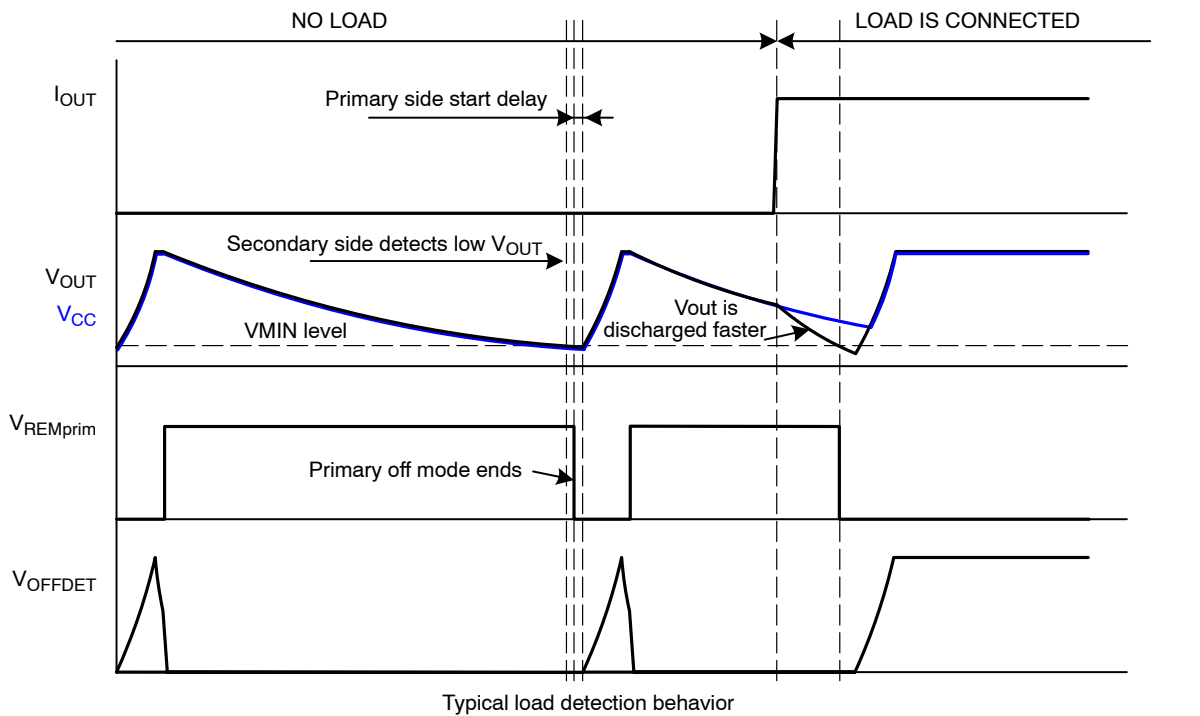 NO LOAD
LOAD IS CONNECTED
IOUT
Primary side start delay
Secondary side detects low VOUT
VOUT
VCC
VMIN level
Vout is
discharged faster
VREMprim
Primary off mode ends
VOFFDET
Typical load detection behavior